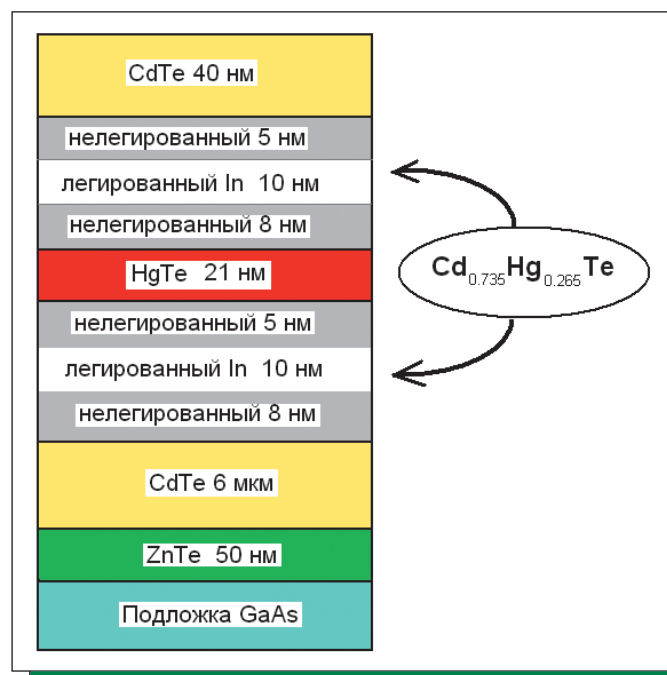 CdTe 40 нм
нелегированный 5 нм
легированный In 10 нм
нелегированный 8 нм
HgTe 21 нм
нелегированный 5 нм
легированный In 10 нм
нелегированный 8 нм
CdTe 6 мкм
ZnTe 50 нм
Подложка GaAs
Cd0.735Hg0.265Te